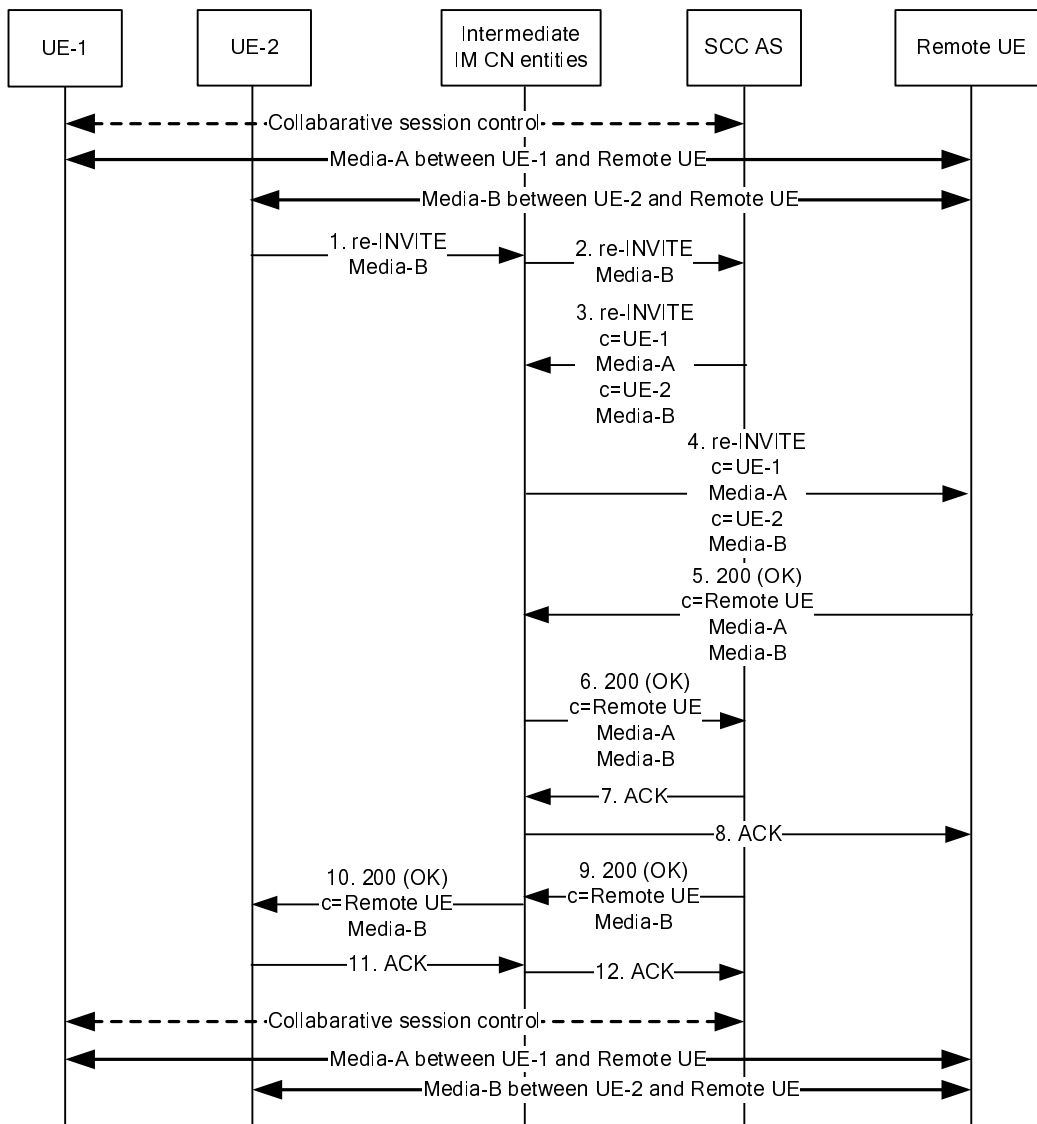 UE-1
UE-2
Intermediate
IM CN entities
SCC AS
Remote UE
Collabarative session control
Media-A between UE-1 and Remote UE
Media-B between UE-2 and Remote UE
1. re-INVITE
Media-B
2. re-INVITE
Media-B
3. re-INVITE
c=UE-1
Media-A
c=UE-2
Media-B
4. re-INVITE
c=UE-1
Media-A
c=UE-2
Media-B
5. 200 (OK)
c=Remote UE
Media-A
Media-B
6. 200 (OK)
c=Remote UE
Media-A
Media-B
7. ACK
8. ACK
9. 200 (OK)
c=Remote UE
Media-B
10. 200 (OK)
c=Remote UE
Media-B
11. ACK
12. ACK
Collabarative session control
Media-A between UE-1 and Remote UE
Media-B between UE-2 and Remote UE